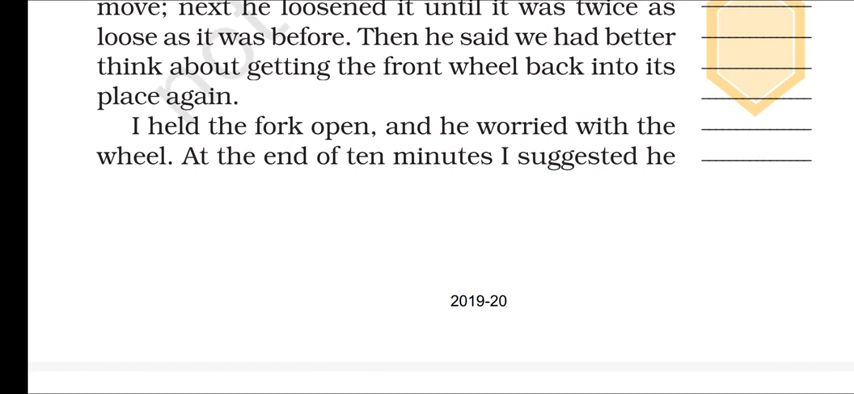 move; next he loosened it until it was twice as
loose as it was before. Then he said we had better
think about getting the front wheel back into its
place again.
I held the fork open, and he worried with the
wheel. At the end of ten minutes I suggested he
not
2019-20